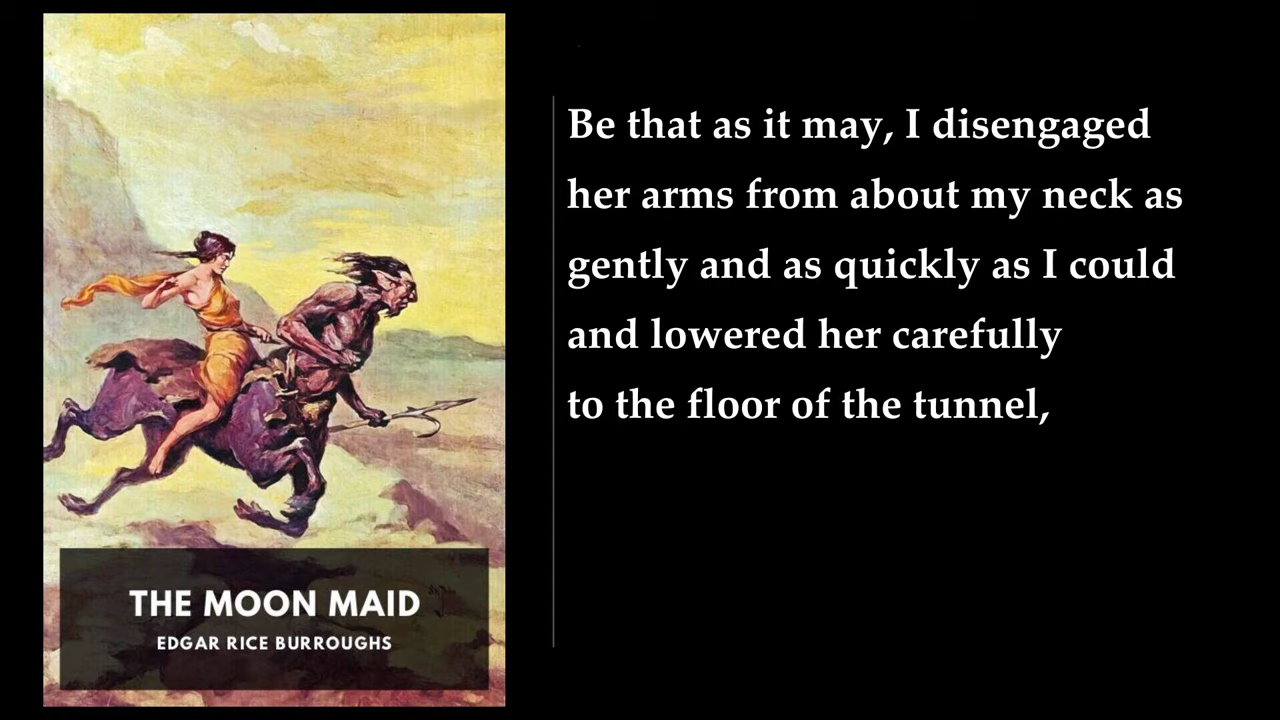 THE MOON MAID
EDGAR RICE BURROUGHS
Be that as it may, I disengaged
her arms from about my neck as
gently and as quickly as I could
and lowered her carefully
to the floor of the tunnel,